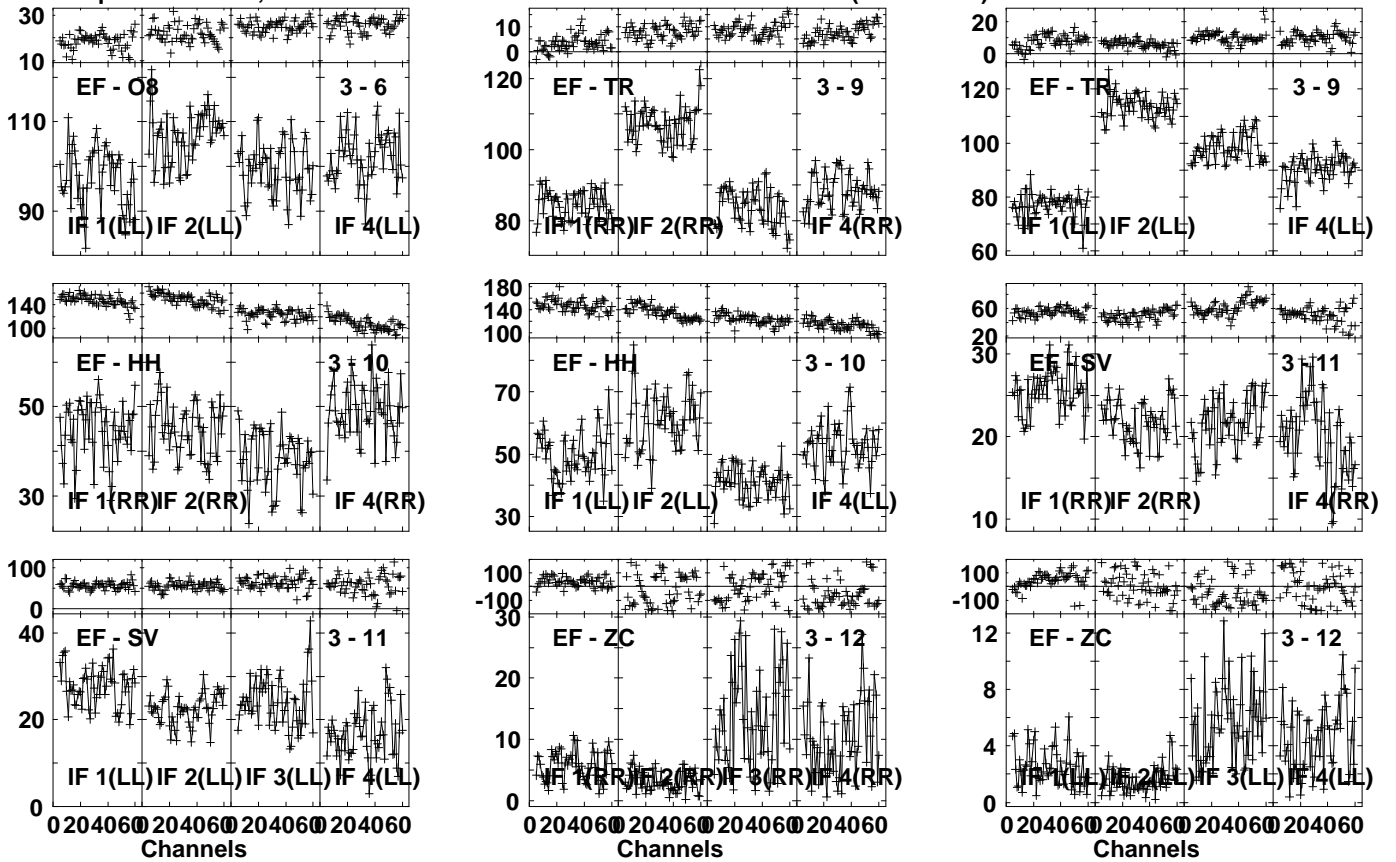 30
10
EF - O8 3 - 6
110
90
IF 1(LL) IF 2(LL) IF 4(LL)
10
0
EF - TR 3 - 9
120
100
80
IF 1(RR) IF 2(RR) IF 4(RR)
20
0
EF - TR 3 - 9
120
100
80
60
IF 1(LL) IF 2(LL) IF 4(LL)
140
100
EF - HH 3 - 10
50
30
IF 1(RR) IF 2(RR) IF 4(RR)
180
140
100
EF - HH 3 - 10
70
50
30
IF 1(LL) IF 2(LL) IF 4(LL)
60
20
EF - SV 3 - 11
30
20
10
IF 1(RR) IF 2(RR) IF 4(RR)
100
0
EF - SV 3 - 11
40
20
0
IF 1(LL) IF 2(LL) IF 3(LL) IF 4(LL)
0 204060 0 204060 0 204060 0 204060
Channels
100
-100
EF - ZC 3 - 12
30
20
10
0
IF 1(RR) IF 2(RR) IF 3(RR) IF 4(RR)
0 204060 0 204060 0 204060 0 204060
Channels
100
-100
EF - ZC 3 - 12
12
8
4
0
IF 1(LL) IF 2(LL) IF 3(LL) IF 4(LL)
0 204060 0 204060 0 204060 0 204060
Channels